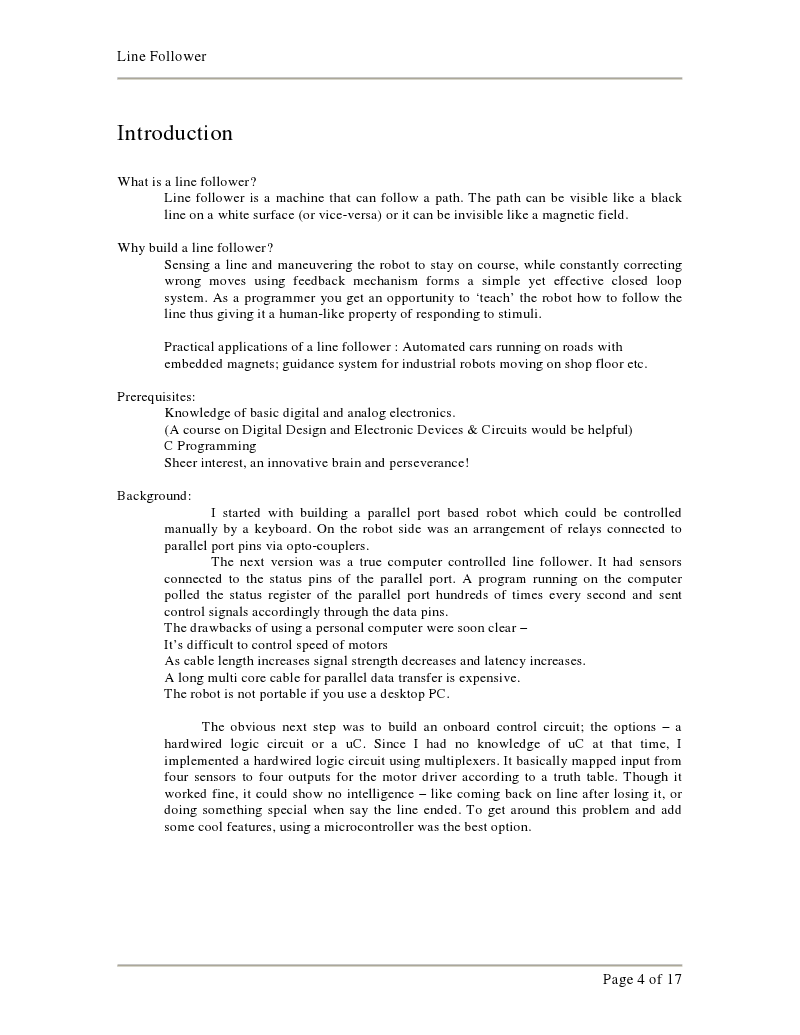 Line Follower
Introduction
What is a line follower?
Line follower is a machine that can follow a path. The path can be visible like a black
line on a white surface (or vice-versa) or it can be invisible like a magnetic field.
Why build a line follower?
Sensing a line and maneuvering the robot to stay on course, while constantly correcting
wrong moves using feedback mechanism forms a simple yet effective closed loop
system. As a programmer you get an opportunity to ‘teach’ the robot how to follow the
line thus giving it a human-like property of responding to stimuli.
Practical applications of a line follower : Automated cars running on roads with
embedded magnets; guidance system for industrial robots moving on shop floor etc.
Prerequisites:
Knowledge of basic digital and analog electronics.
(A course on Digital Design and Electronic Devices & Circuits would be helpful)
C Programming
Sheer interest, an innovative brain and perseverance!
Background:
I started with building a parallel port based robot which could be controlled
manually by a keyboard. On the robot side was an arrangement of relays connected to
parallel port pins via opto-couplers.
The next version was a true computer controlled line follower. It had sensors
connected to the status pins of the parallel port. A program running on the computer
polled the status register of the parallel port hundreds of times every second and sent
control signals accordingly through the data pins.
The drawbacks of using a personal computer were soon clear –
It’s difficult to control speed of motors
As cable length increases signal strength decreases and latency increases.
A long multi core cable for parallel data transfer is expensive.
The robot is not portable if you use a desktop PC.
The obvious next step was to build an onboard control circuit; the options – a
hardwired logic circuit or a uC. Since I had no knowledge of uC at that time, I
implemented a hardwired logic circuit using multiplexers. It basically mapped input from
four sensors to four outputs for the motor driver according to a truth table. Though it
worked fine, it could show no intelligence – like coming back on line after losing it, or
doing something special when say the line ended. To get around this problem and add
some cool features, using a microcontroller was the best option.
Page 4 of 17